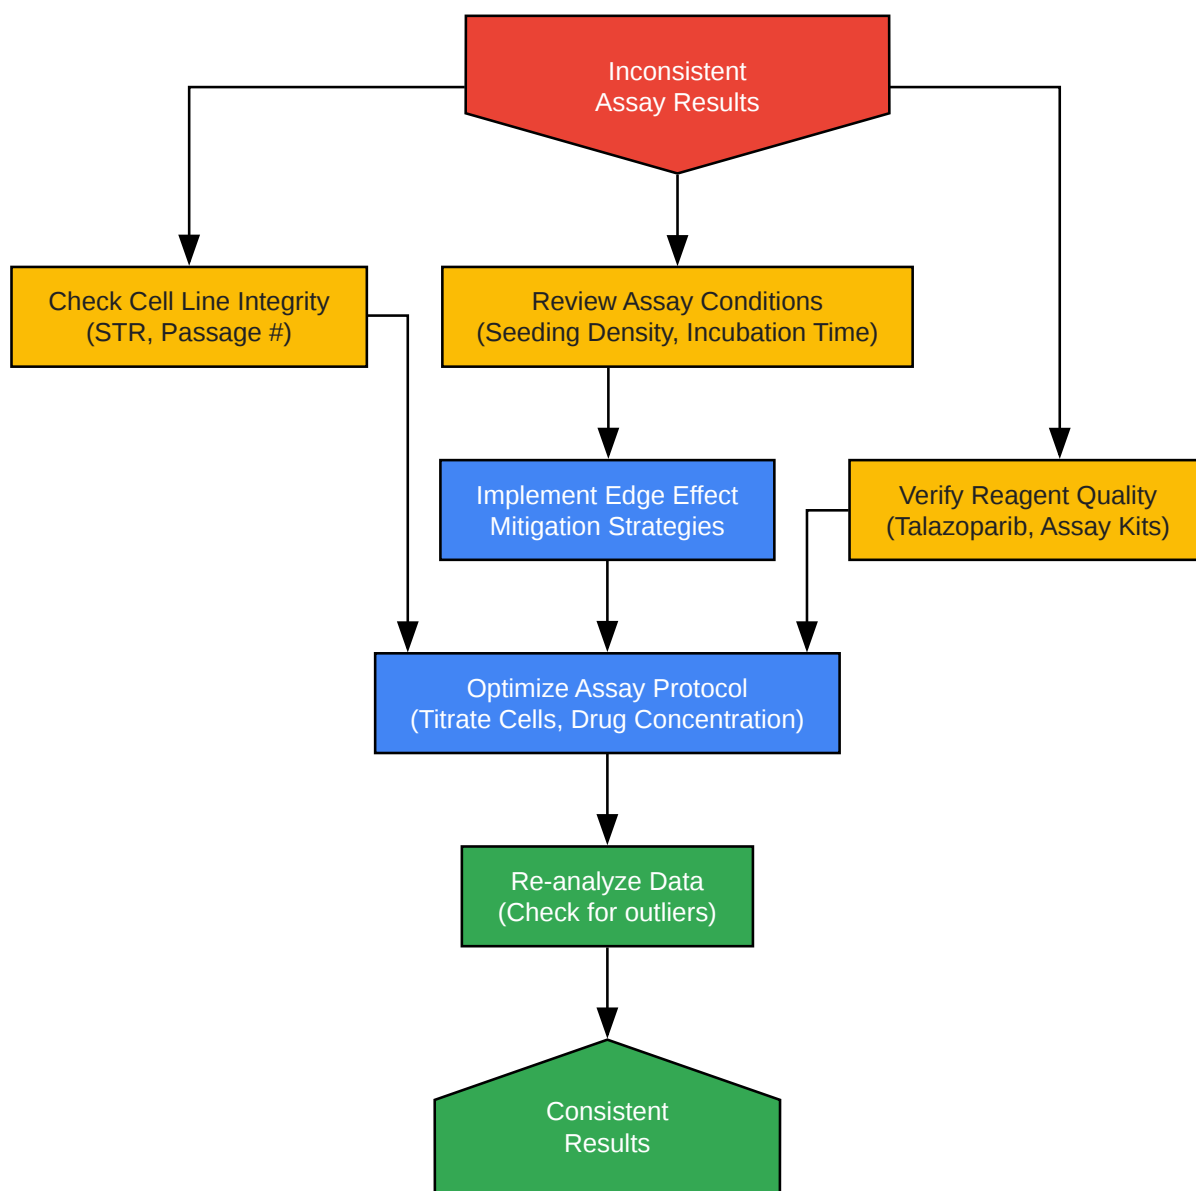 Inconsistent
Assay Results
Check Cell Line Integrity
(STR, Passage #)
Review Assay Conditions
(Seeding Density, Incubation Time)
Implement Edge Effect
Mitigation Strategies
Verify Reagent Quality
(Talazoparib, Assay Kits)
Optimize Assay Protocol
(Titrate Cells, Drug Concentration)
Re-analyze Data
(Check for outliers)
Consistent
Results